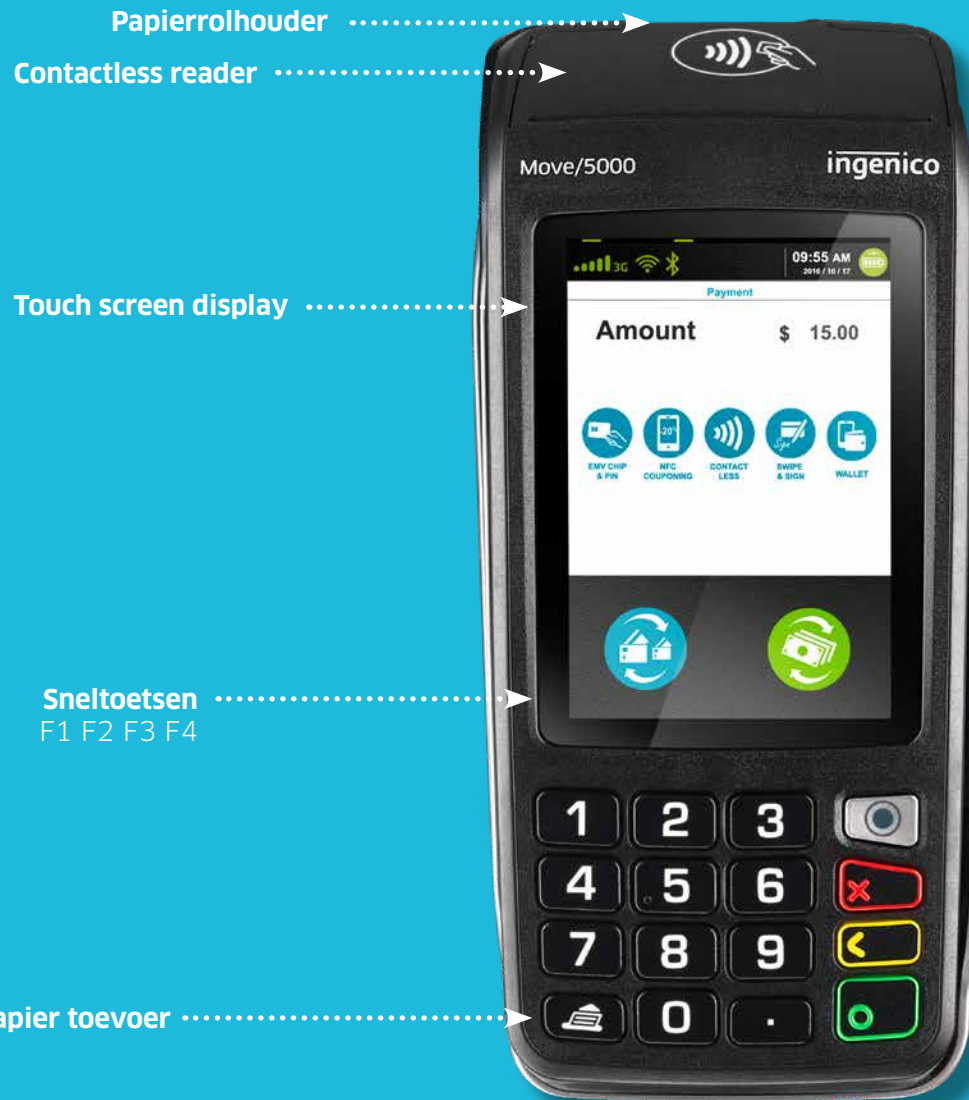 Papierrolhouder
Contactless reader
Move/5000
ingenico
3G
09:55 AM
2016 / 10 / 17
Payment
Touch screen display
Amount $ 15.00
-20%
Sign
EMV CHIP & PIN
NFC COUPONING
CONTACT LESS
SWIPE & SIGN
WALLET
Sneltoetsen
F1 F2 F3 F4
1 2 3
4 5 6
7 8 9
apier toevoer
0 .